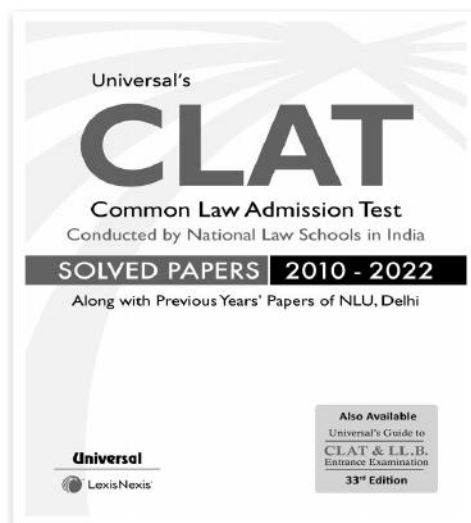 Universal's
CLAT
Common Law Admission Test
Conducted by National Law Schools in India
SOLVED PAPERS 2010 - 2022
Along with Previous Years' Papers of NLU, Delhi
Also Available
Universal's Guide to
CLAT & LL.B.
Entrance Examination
33rd Edition
Universal
LexisNexis®